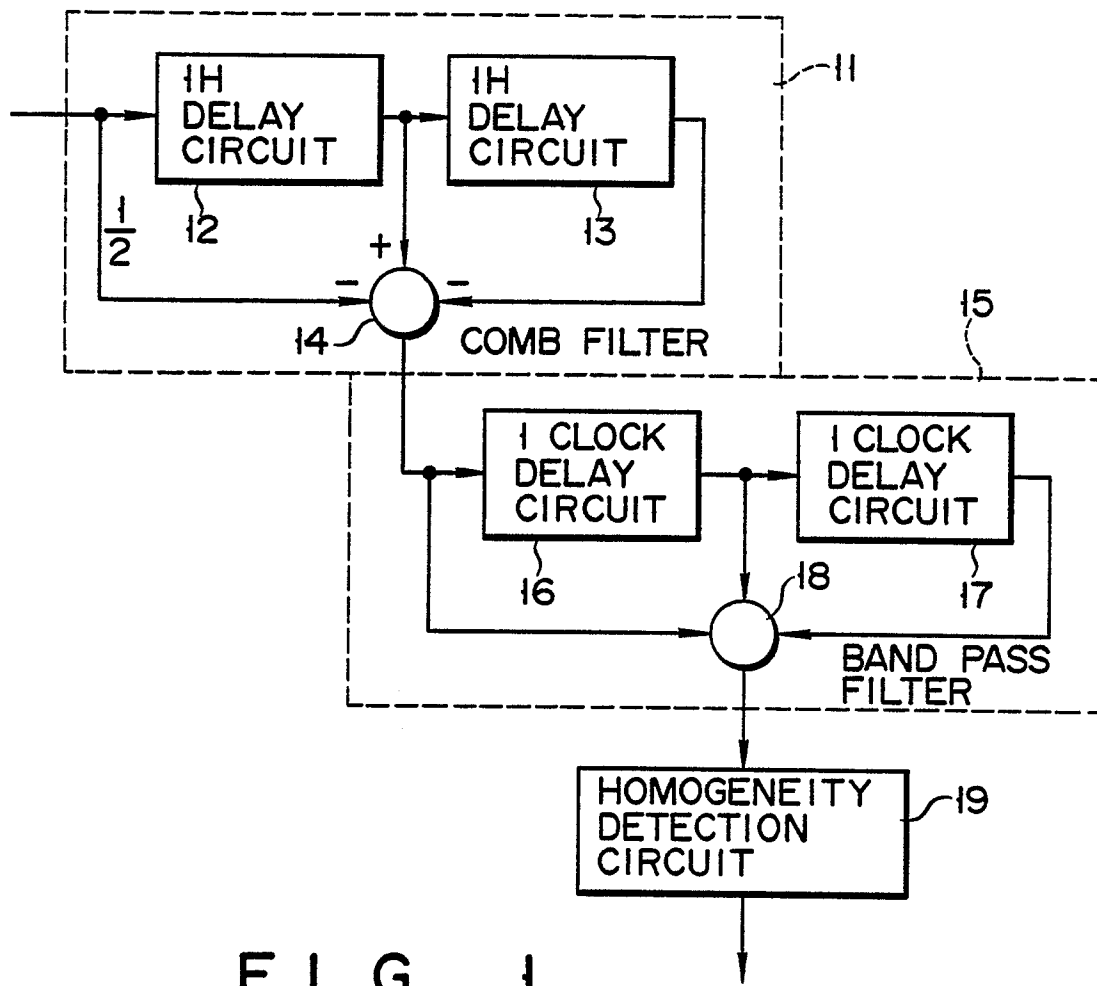 1H
DELAY
CIRCUIT
1H
DELAY
CIRCUIT
11
12
13
1
2
+
-
-
14
COMB FILTER
15
1 CLOCK
DELAY
CIRCUIT
1 CLOCK
DELAY
CIRCUIT
16
17
18
BAND PASS
FILTER
HOMOGENEITY
DETECTION
CIRCUIT
19
FIG. 1